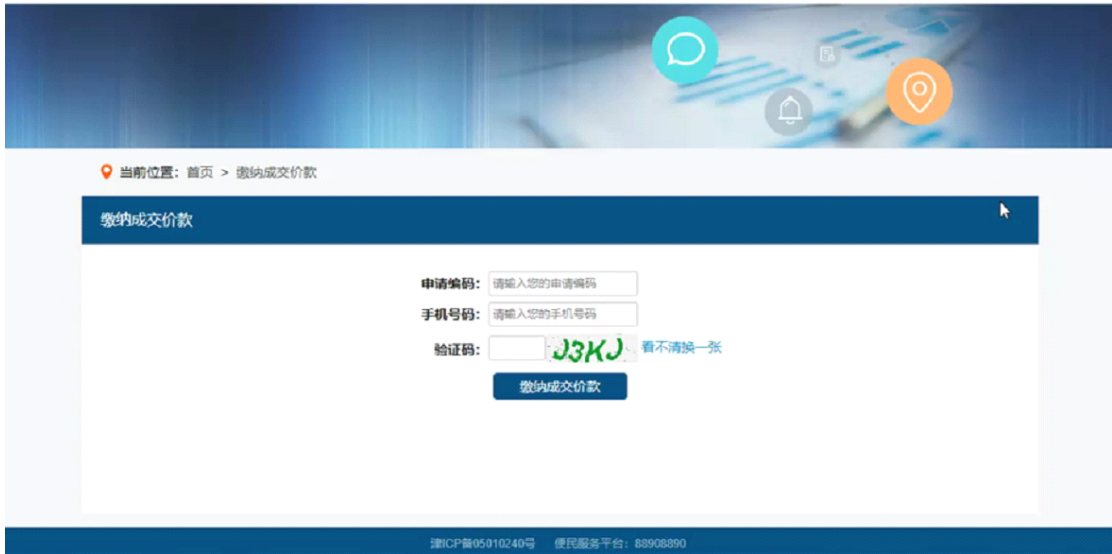 当前位置：首页 > 缴纳成交价款
缴纳成交价款
申请编码： 请输入您的申请编码
手机号码： 请输入您的手机号码
验证码： J3KJ 看不清换一张
缴纳成交价款
津ICP备05010240号 便民服务平台：88908890